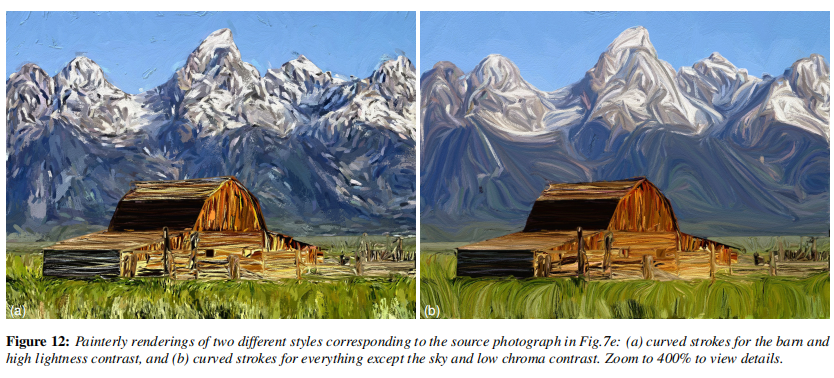 (a)
(b)
Figure 12: Painterly renderings of two different styles corresponding to the source photograph in Fig.7e: (a) curved strokes for the barn and
high lightness contrast, and (b) curved strokes for everything except the sky and low chroma contrast. Zoom to 400% to view details.